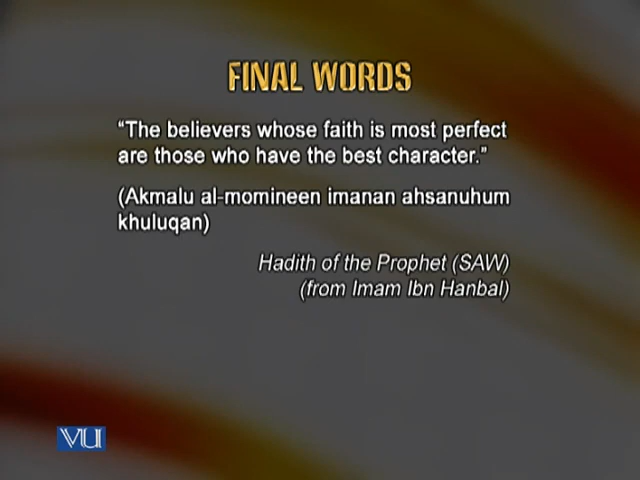 FINAL WORDS
“The believers whose faith is most perfect
are those who have the best character.”
(Akmalu al-momineen imanan ahsanuhum
khuluqan)
Hadith of the Prophet (SAW)
(from Imam Ibn Hanbal)
VU